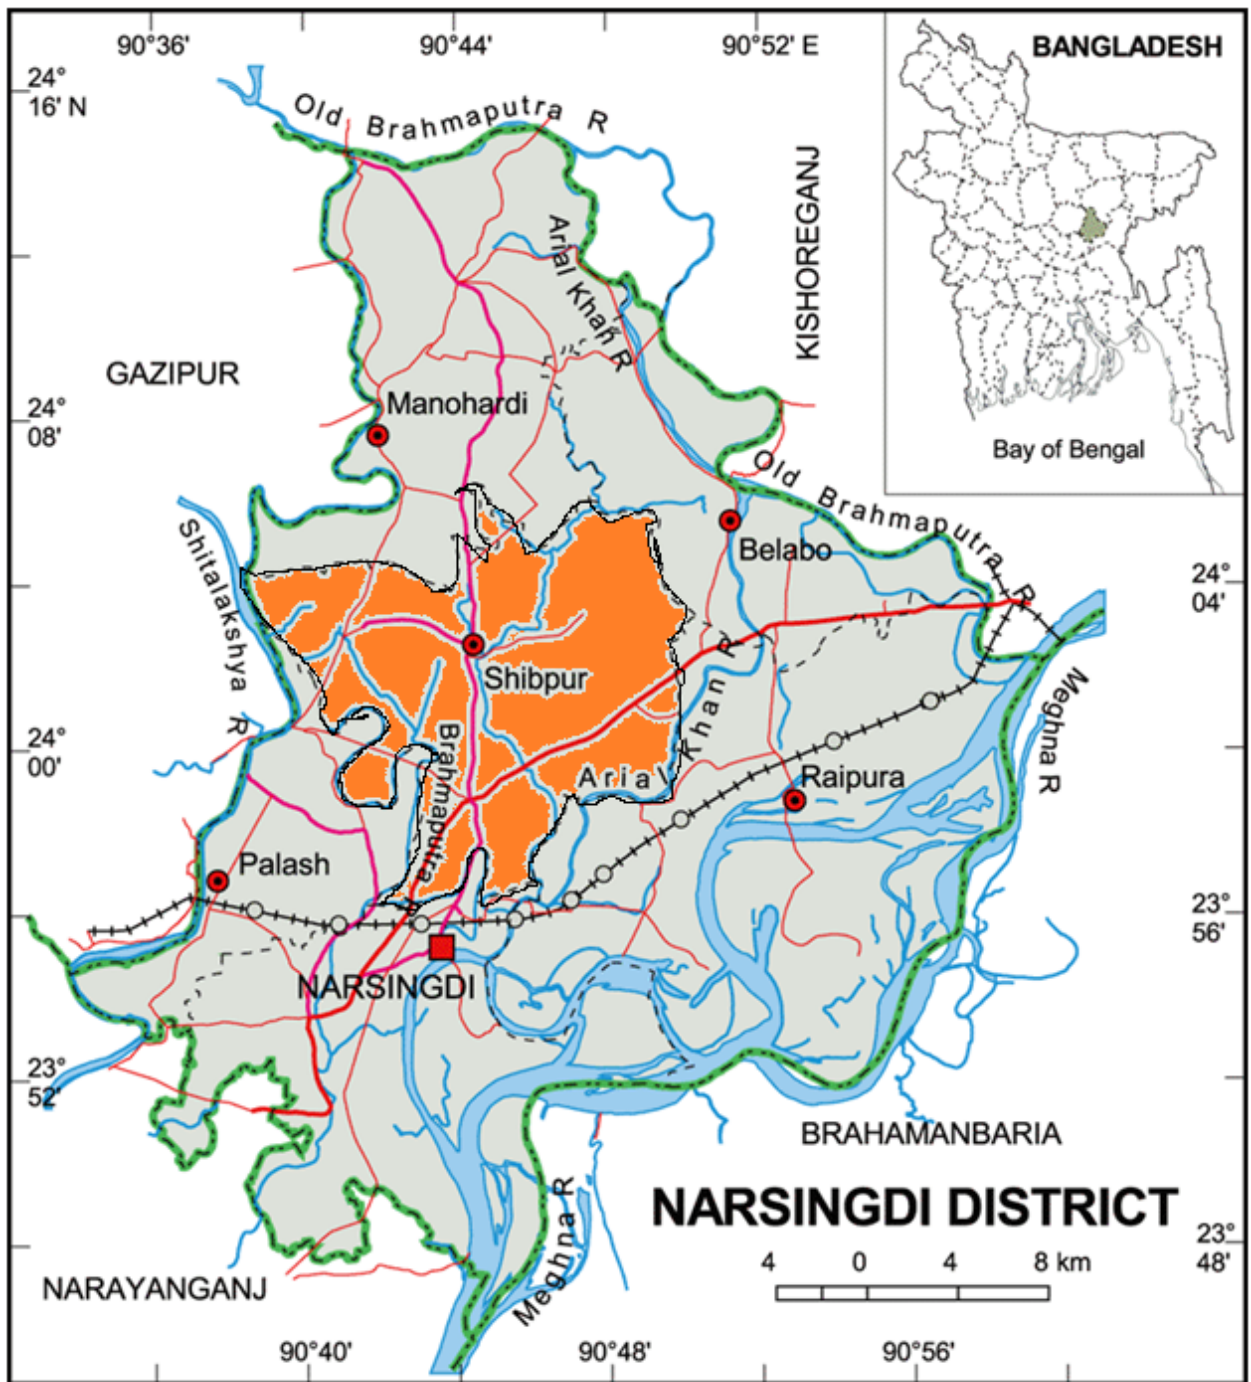 90°36'
90°44'
90°52' E
24°
16' N
Old Brahmaputra R
BANGLADESH
KISHOREGANJ
Arial Khan R
GAZIPUR
Manohardi
24°
08'
Bay of Bengal
Old Brahmaputra R
Shitalakshya R
Belabo
24°
04'
Shibpur
Meghna R
24°
00'
Brahmaputra R
Arial Khan R
Raipura
Palash
23°
56'
NARSINGDI
23°
52'
BRAHAMANBARIA
NARSINGDI DISTRICT
Meghna R
23°
48'
4 0 4 8 km
NARAYANGANJ
90°40'
90°48'
90°56'